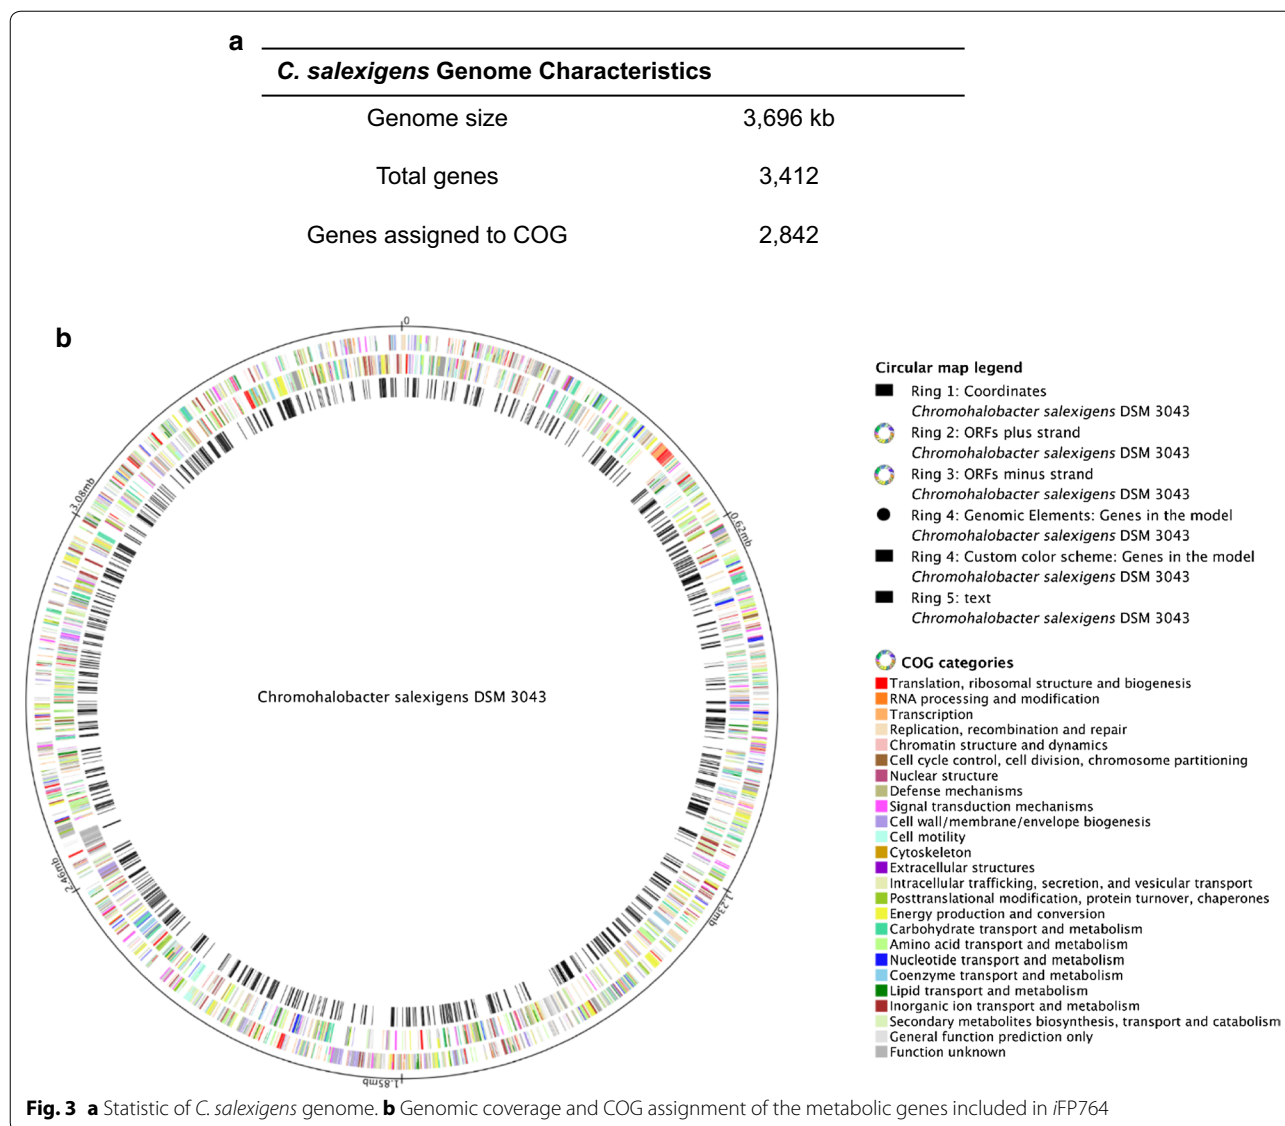 a
C. salexigens Genome Characteristics
Genome size 3,696 kb
Total genes 3,412
Genes assigned to COG 2,842
b
0
0.62mb
1.23mb
1.85mb
2.46mb
3.08mb
Chromohalobacter salexigens DSM 3043
Circular map legend
Ring 1: Coordinates
Chromohalobacter salexigens DSM 3043
Ring 2: ORFs plus strand
Chromohalobacter salexigens DSM 3043
Ring 3: ORFs minus strand
Chromohalobacter salexigens DSM 3043
Ring 4: Genomic Elements: Genes in the model
Chromohalobacter salexigens DSM 3043
Ring 4: Custom color scheme: Genes in the model
Chromohalobacter salexigens DSM 3043
Ring 5: text
Chromohalobacter salexigens DSM 3043
COG categories
Translation, ribosomal structure and biogenesis
RNA processing and modification
Transcription
Replication, recombination and repair
Chromatin structure and dynamics
Cell cycle control, cell division, chromosome partitioning
Nuclear structure
Defense mechanisms
Signal transduction mechanisms
Cell wall/membrane/envelope biogenesis
Cell motility
Cytoskeleton
Extracellular structures
Intracellular trafficking, secretion, and vesicular transport
Posttranslational modification, protein turnover, chaperones
Energy production and conversion
Carbohydrate transport and metabolism
Amino acid transport and metabolism
Nucleotide transport and metabolism
Coenzyme transport and metabolism
Lipid transport and metabolism
Inorganic ion transport and metabolism
Secondary metabolites biosynthesis, transport and catabolism
General function prediction only
Function unknown
Fig. 3 a Statistic of C. salexigens genome. b Genomic coverage and COG assignment of the metabolic genes included in iFP764